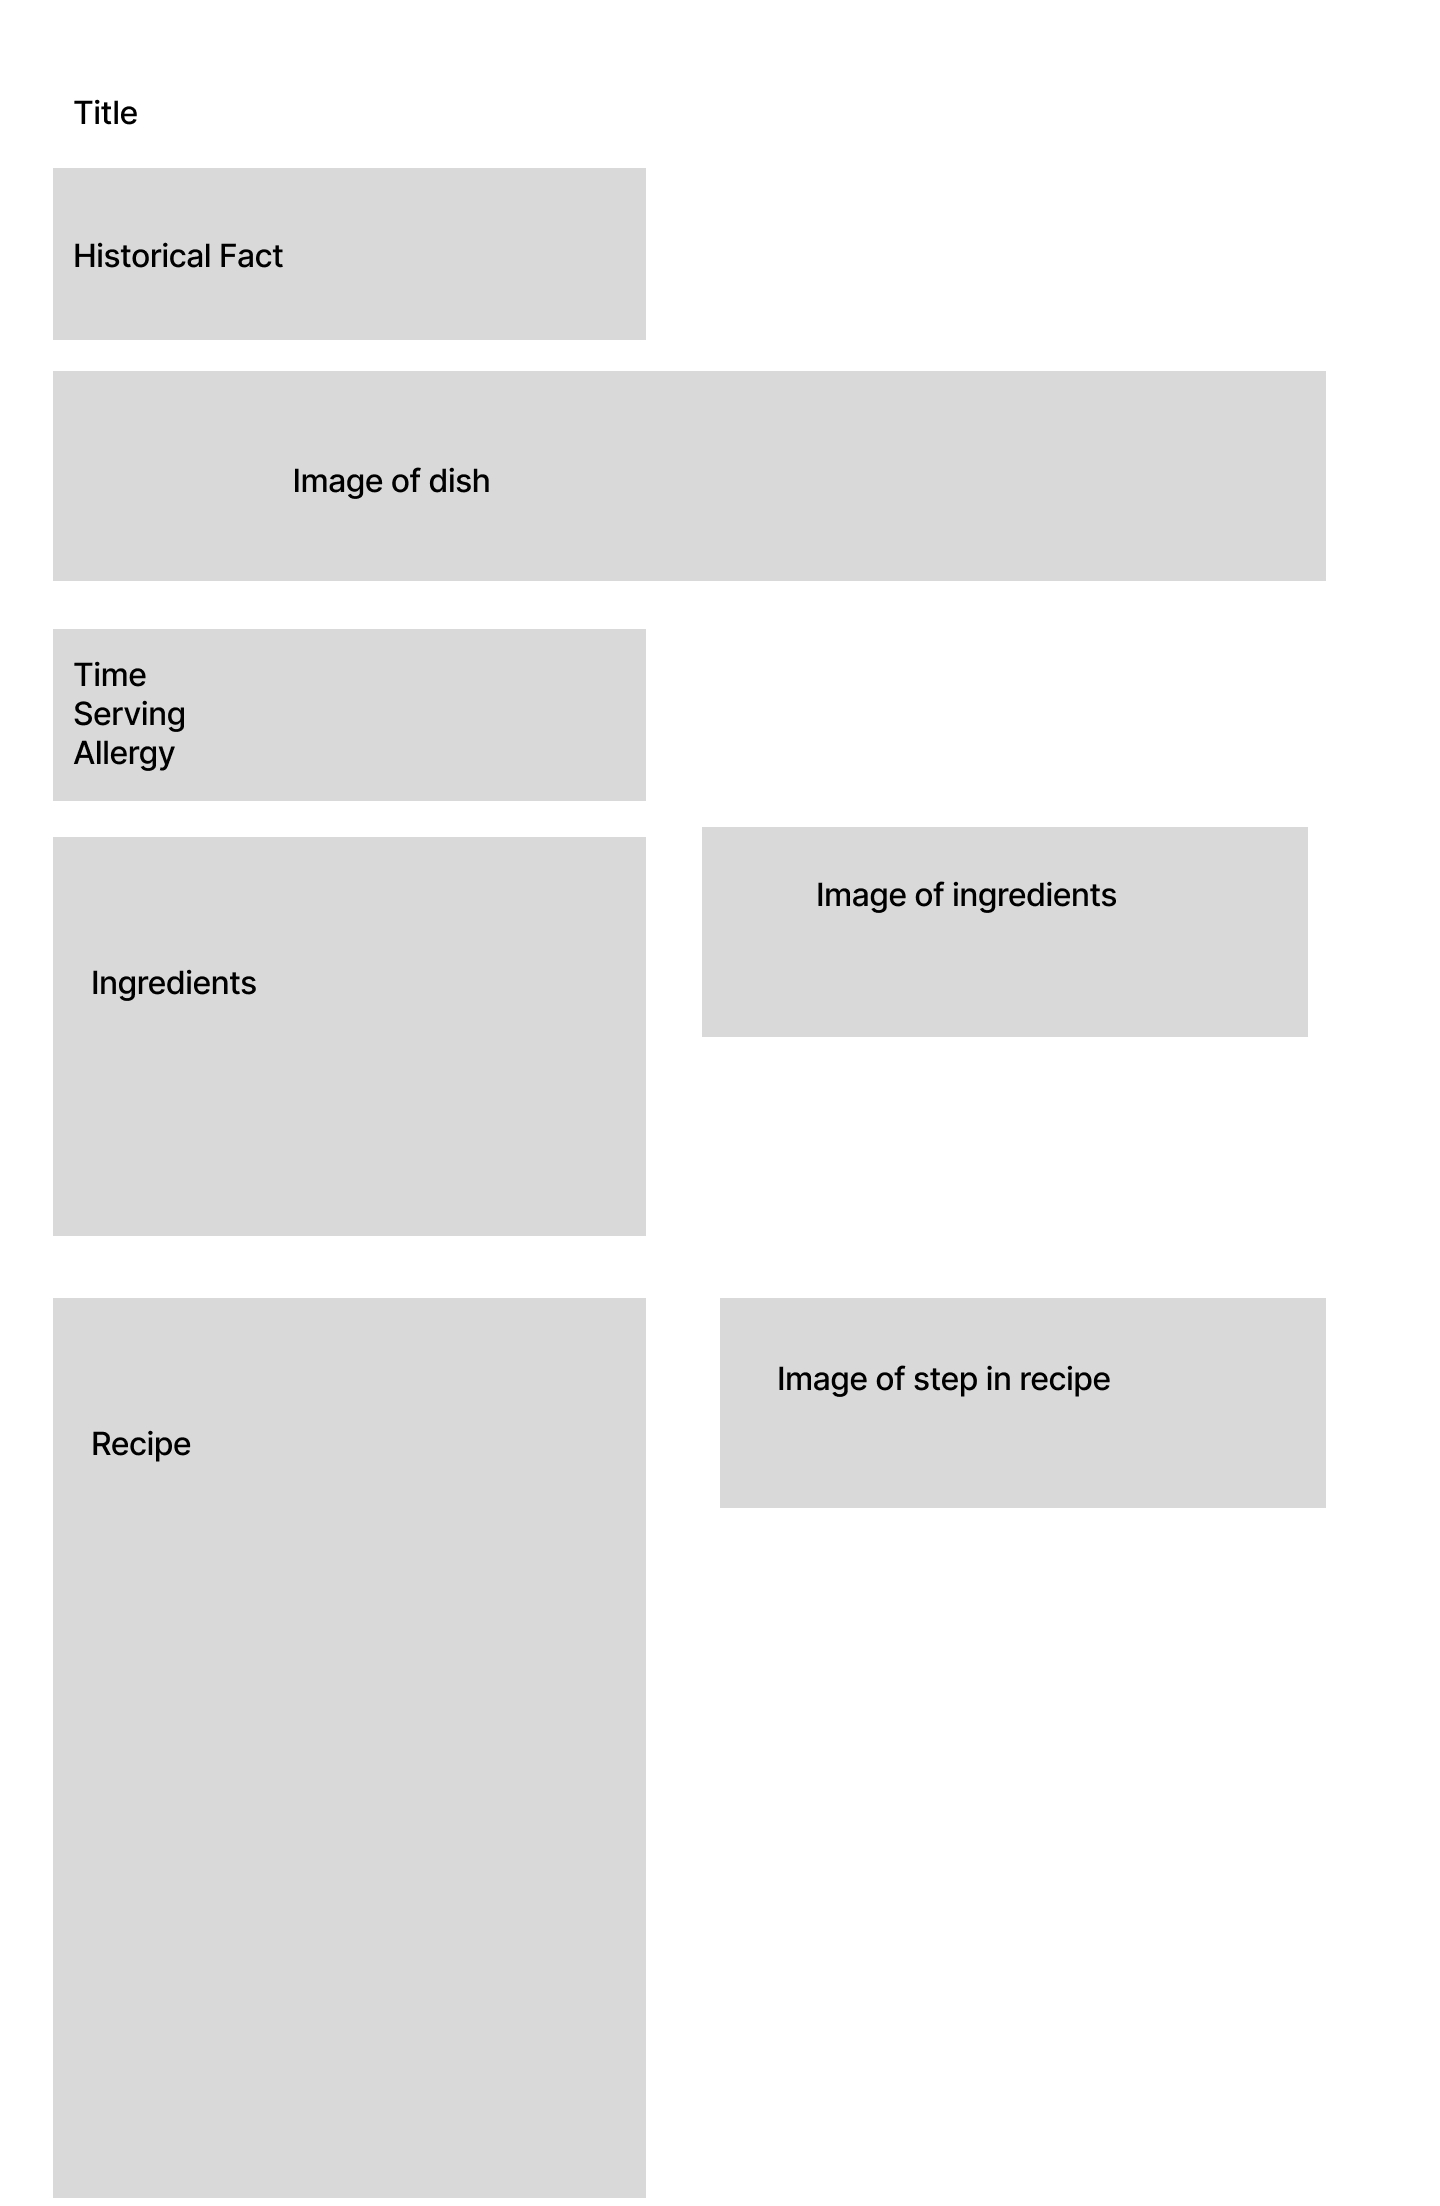 Title
Historical Fact
Image of dish
Time
Serving
Allergy
Image of ingredients
Ingredients
Image of step in recipe
Recipe